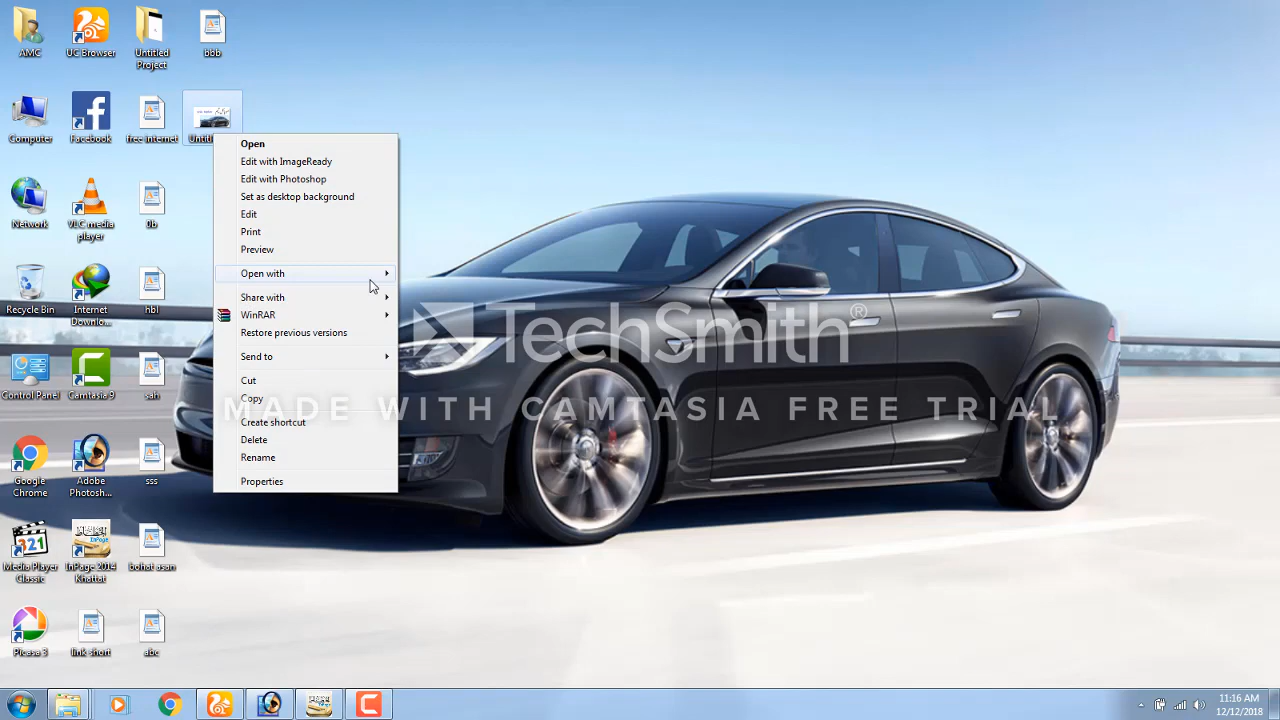 AMC
UC Browser
Untitled
Project
bbb
Computer
Facebook
free internet
Network
VLC media
player
0b
Recycle Bin
Internet
Downlo...
hbl
Control Panel
Camtasia 9
sah
Google
Chrome
Adobe
Photosh...
sss
Media Player
Classic
InPage 2014
Khattat
bohat asan
Picasa 3
link short
abc
Open
Edit with ImageReady
Edit with Photoshop
Set as desktop background
Edit
Print
Preview
Open with
Share with
WinRAR
Restore previous versions
Send to
Cut
Copy
Create shortcut
Delete
Rename
Properties
TechSmith®
MADE WITH CAMTASIA FREE TRIAL
11:16 AM
12/12/2018